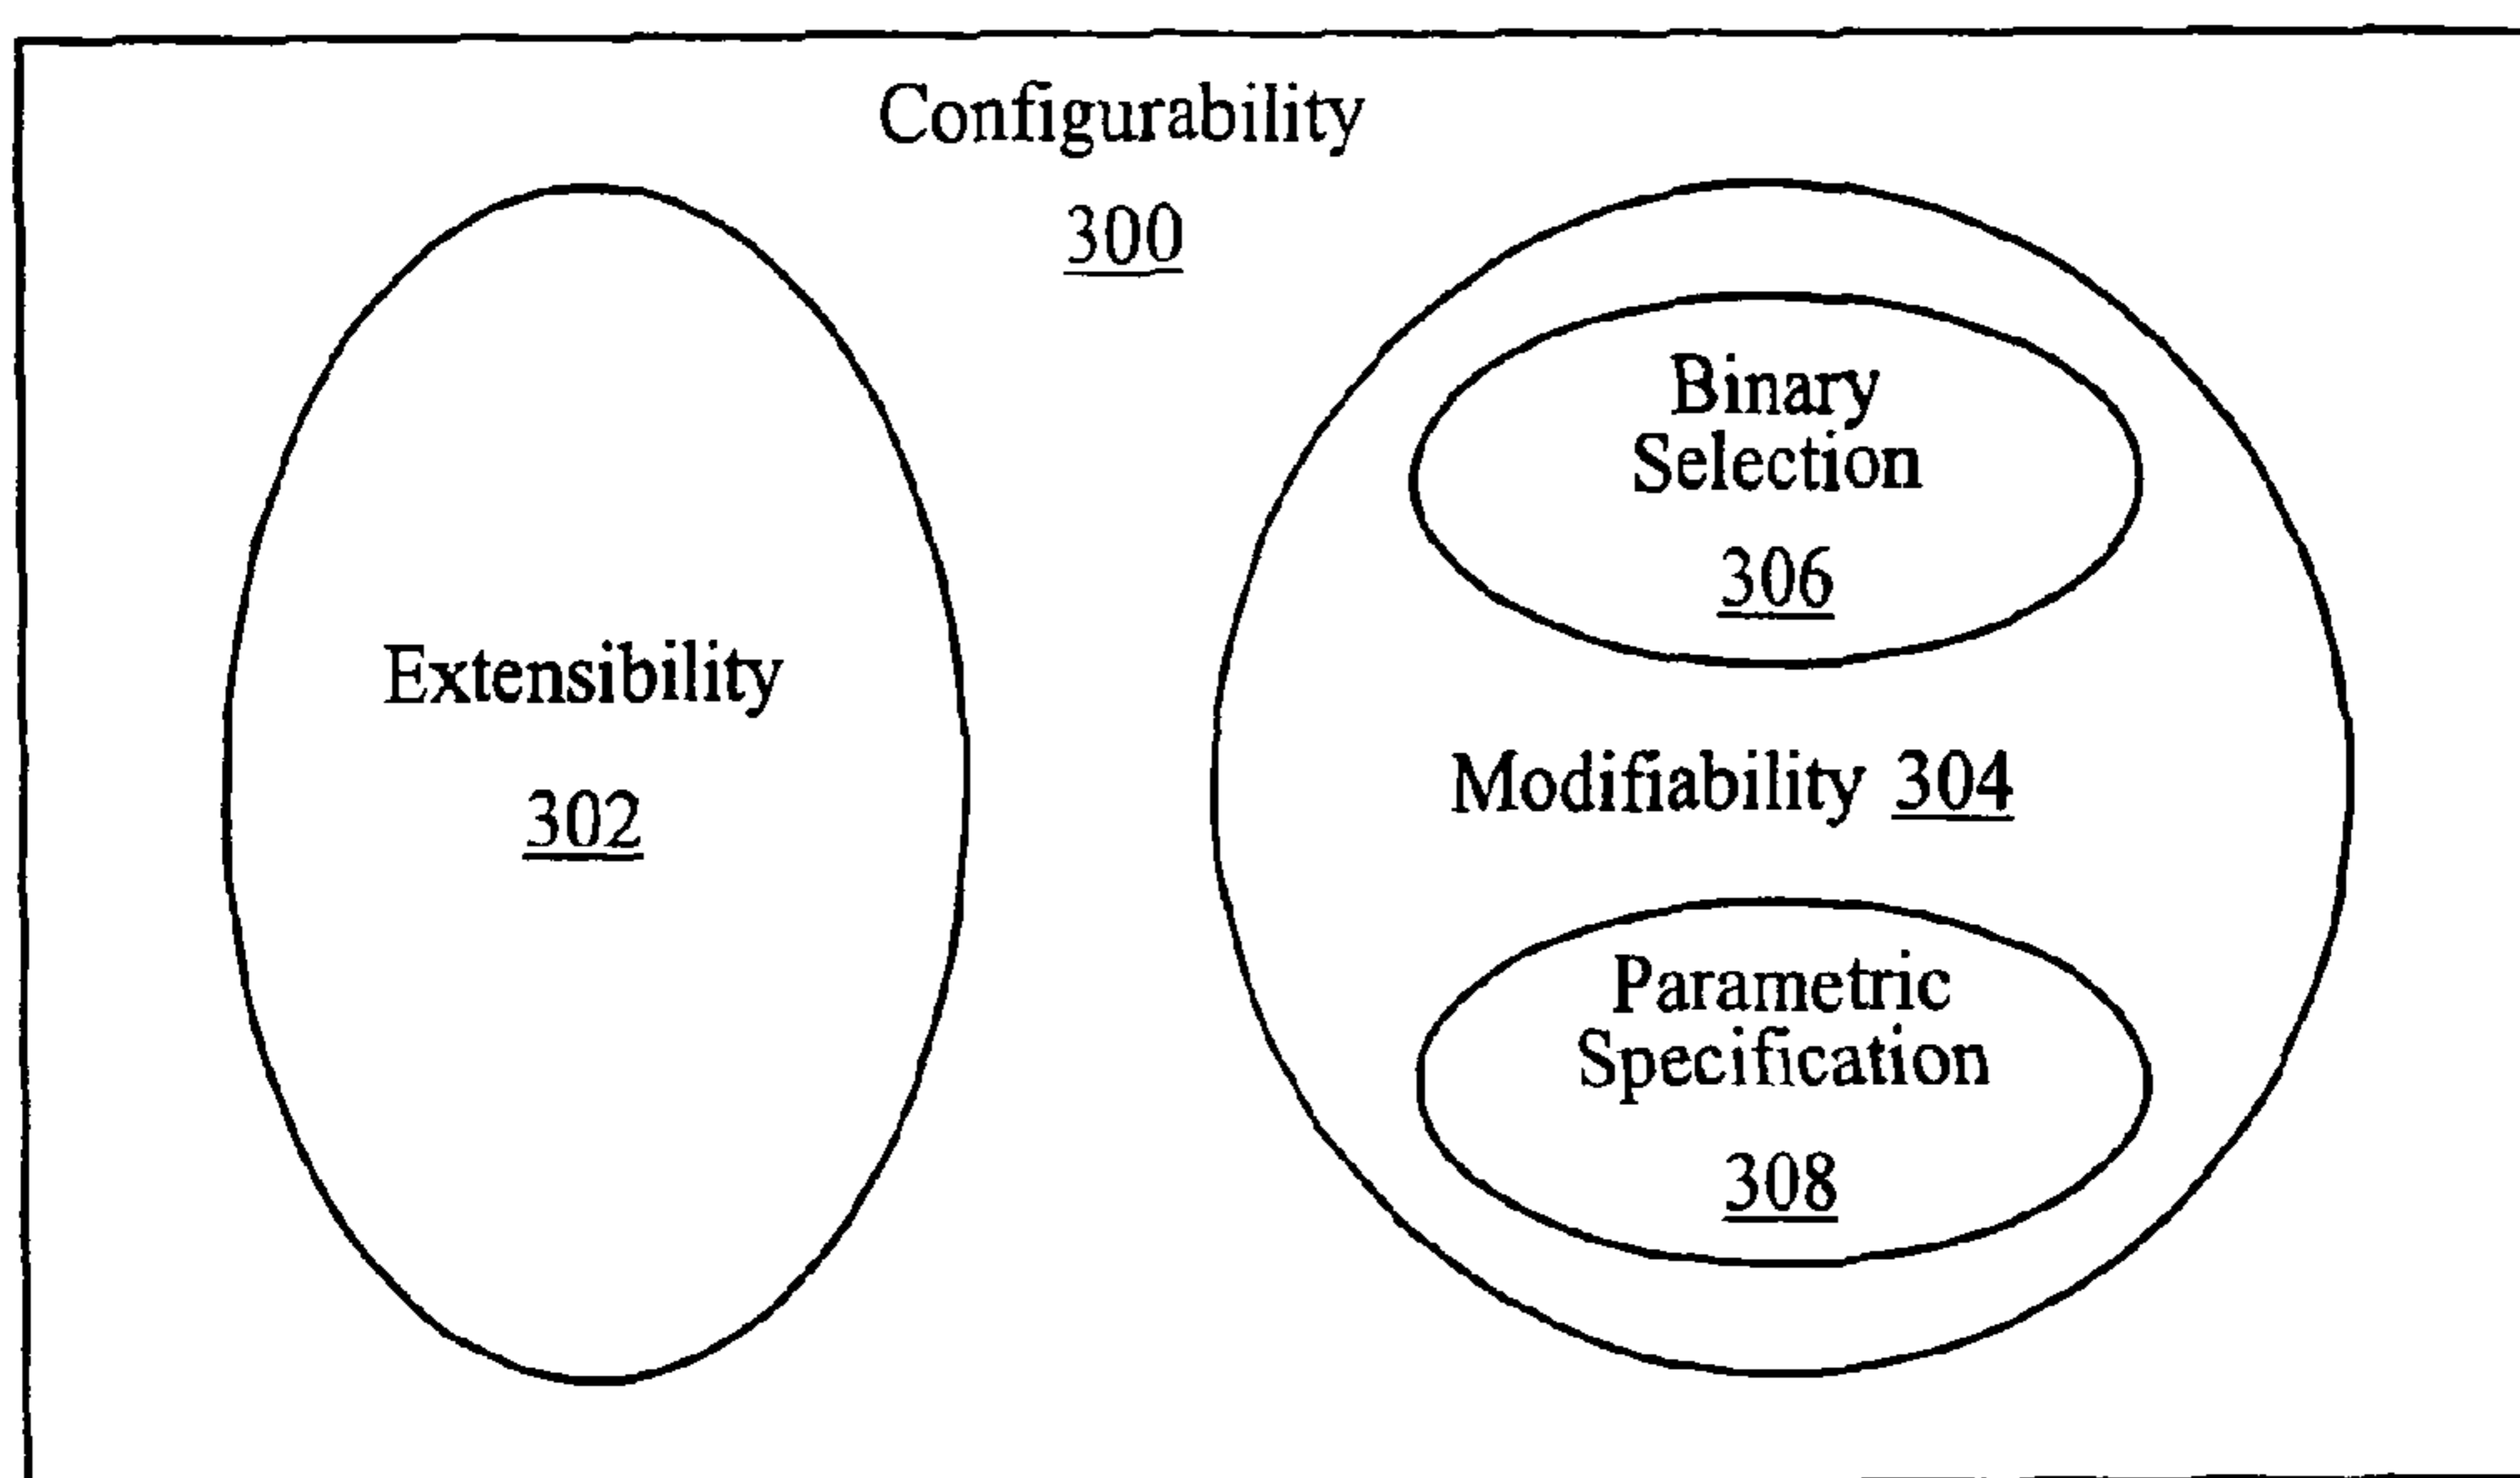 Configurability
300
Extensibility
302
Binary
Selection
306
Modifiability 304
Parametric
Specification
308